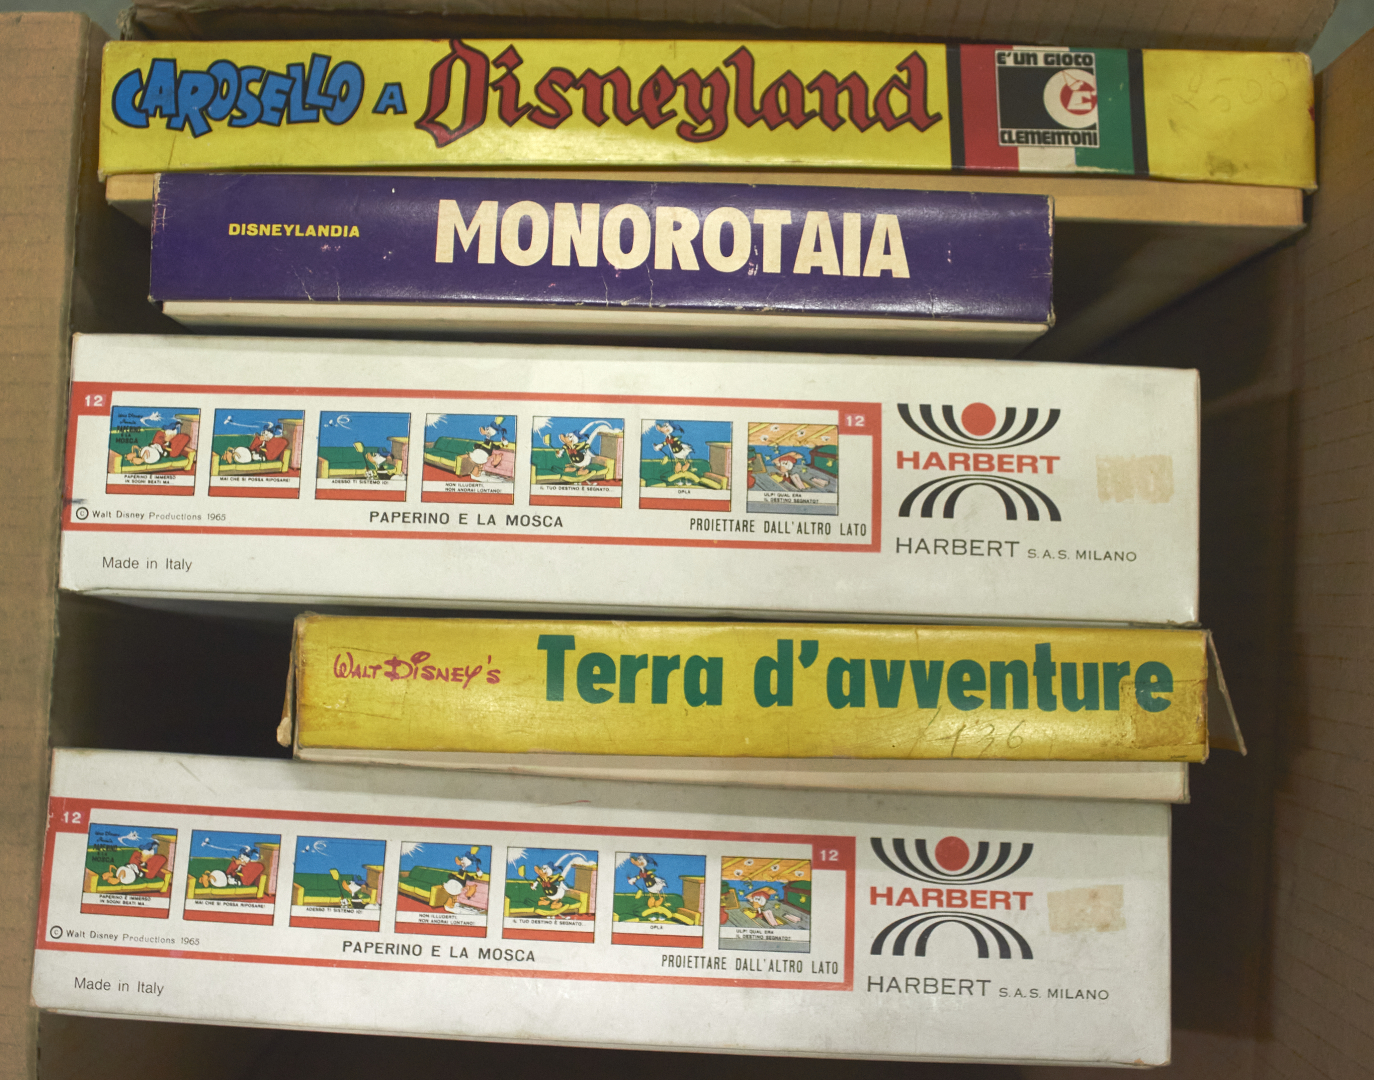 CAROSELLO A Disneyland
E' UN GIOCO
CLEMENTONI
DISNEYLANDIA MONOROTAIA
12
12
PAPERINO È IMMERSO
IN SOGNI BEATI MA...
MAI CHE SI POSSA RIPOSARE!
ADESSO TI SISTEMO IO!
NON ILLUDERTI,
NON ANDRAI LONTANO!
IL TUO DESTINO È SEGNATO...
OPLÀ
ULP! QUAL ERA
IL DESTINO SEGNATO?
© Walt Disney Productions 1965
PAPERINO E LA MOSCA
PROIETTARE DALL'ALTRO LATO
Made in Italy
HARBERT
HARBERT S.A.S. MILANO
WALT DISNEY'S Terra d'avventure
136
12
12
PAPERINO È IMMERSO
IN SOGNI BEATI MA...
MAI CHE SI POSSA RIPOSARE!
ADESSO TI SISTEMO IO!
NON ILLUDERTI,
NON ANDRAI LONTANO!
IL TUO DESTINO È SEGNATO...
OPLÀ
ULP! QUAL ERA
IL DESTINO SEGNATO?
© Walt Disney Productions 1965
PAPERINO E LA MOSCA
PROIETTARE DALL'ALTRO LATO
Made in Italy
HARBERT
HARBERT S.A.S. MILANO